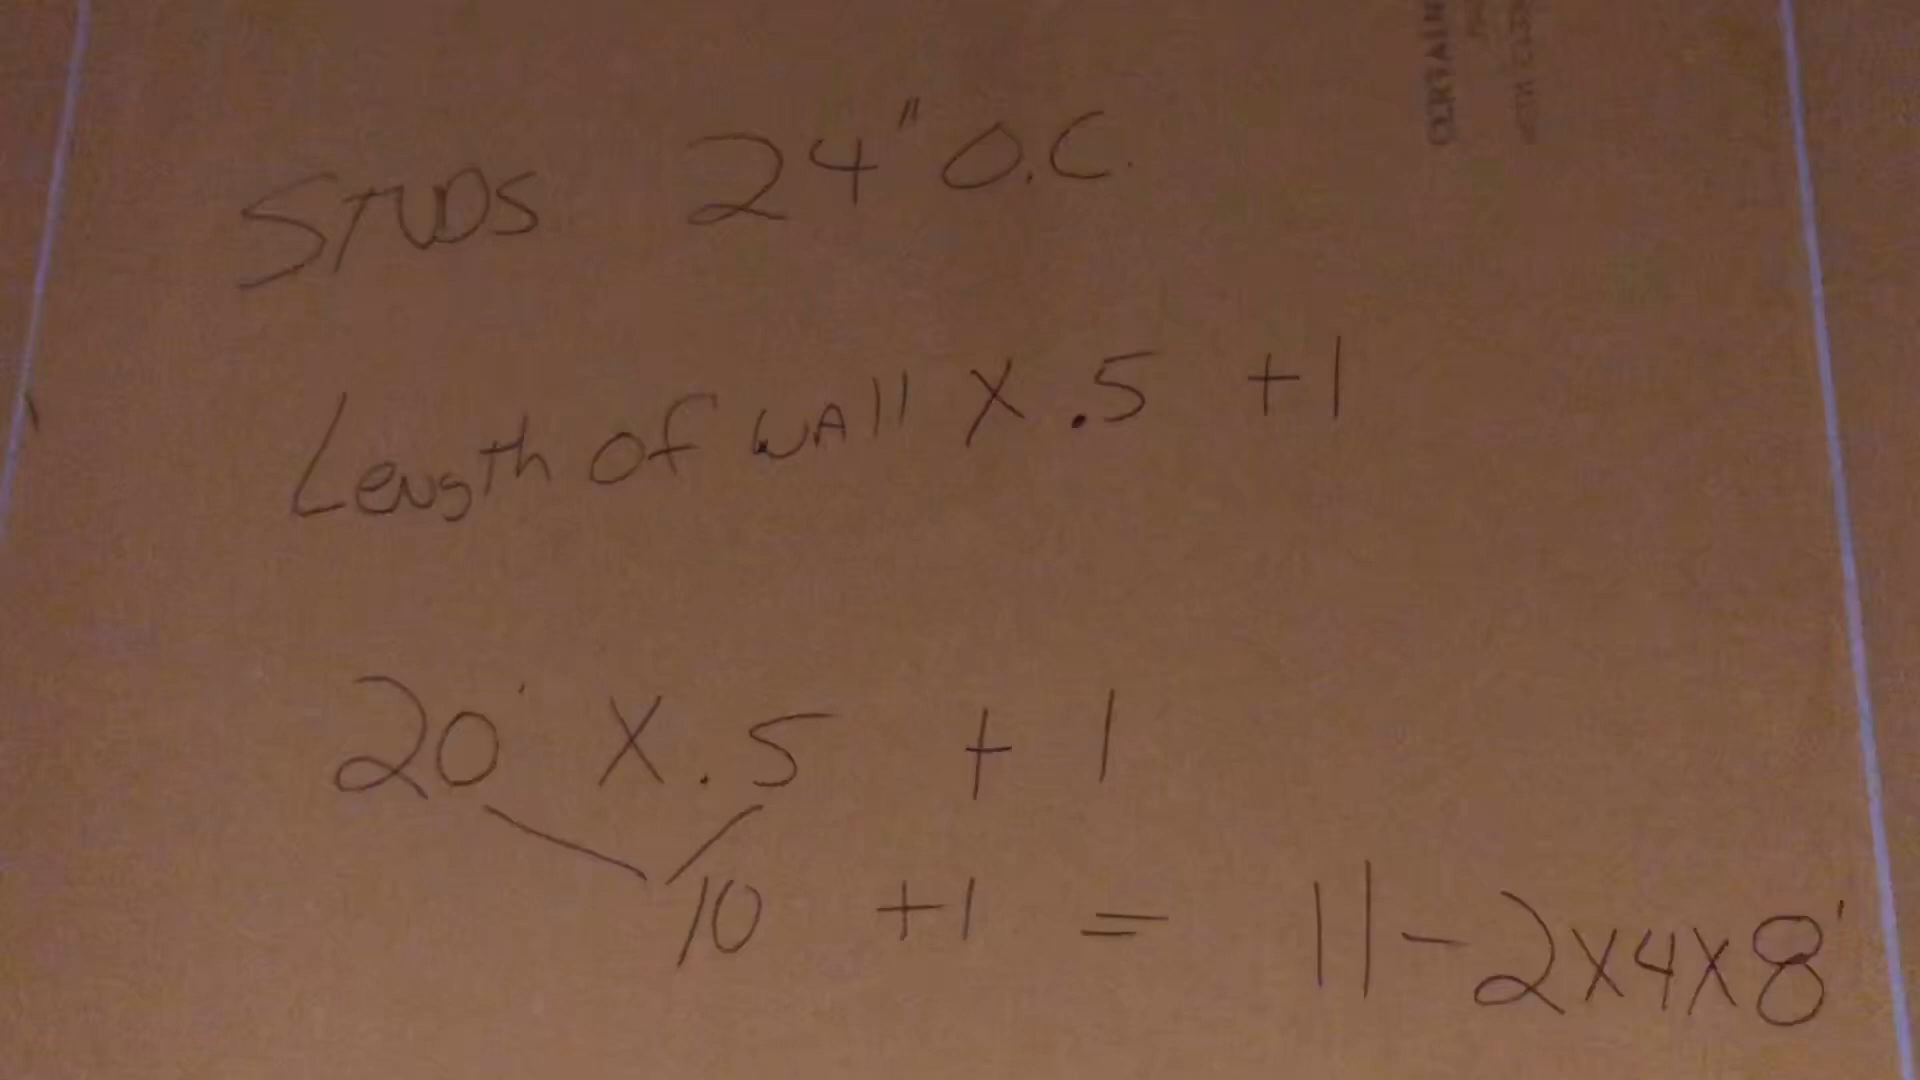 STUDS 24" O.C.
Length of wAll X .5 +1
20' X .5 + 1
10 +1 = 11-2x4x8'